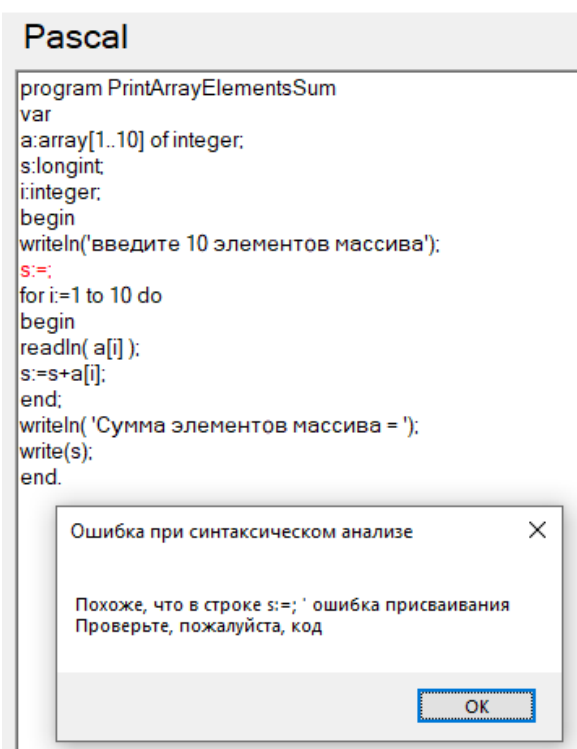 Pascal
program PrintArrayElementsSum
var
a:array[1..10] of integer;
s:longint;
i:integer;
begin
writeln('введите 10 элементов массива');
s:=;
for i:=1 to 10 do
begin
readln( a[i] );
s:=s+a[i];
end;
writeln( 'Сумма элементов массива = ');
write(s);
end.
Ошибка при синтаксическом анализе
Похоже, что в строке s:=; ' ошибка присваивания
Проверьте, пожалуйста, код
ОК